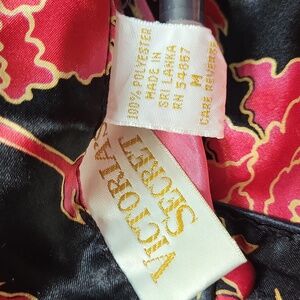 100% POLYESTER
MADE IN
SRI LANKA
RN 54867
M
CARE REVERSE
VICTORIA'S
SECRET